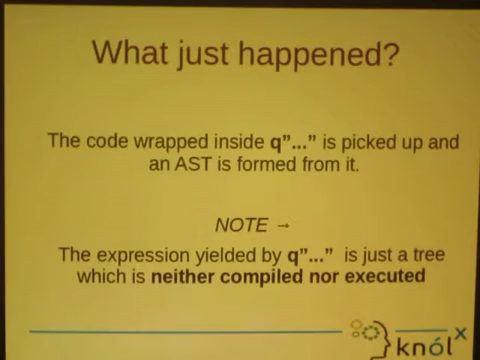 What just happened?
The code wrapped inside q”...” is picked up and
an AST is formed from it.
NOTE →
The expression yielded by q”...” is just a tree
which is neither compiled nor executed
knól x